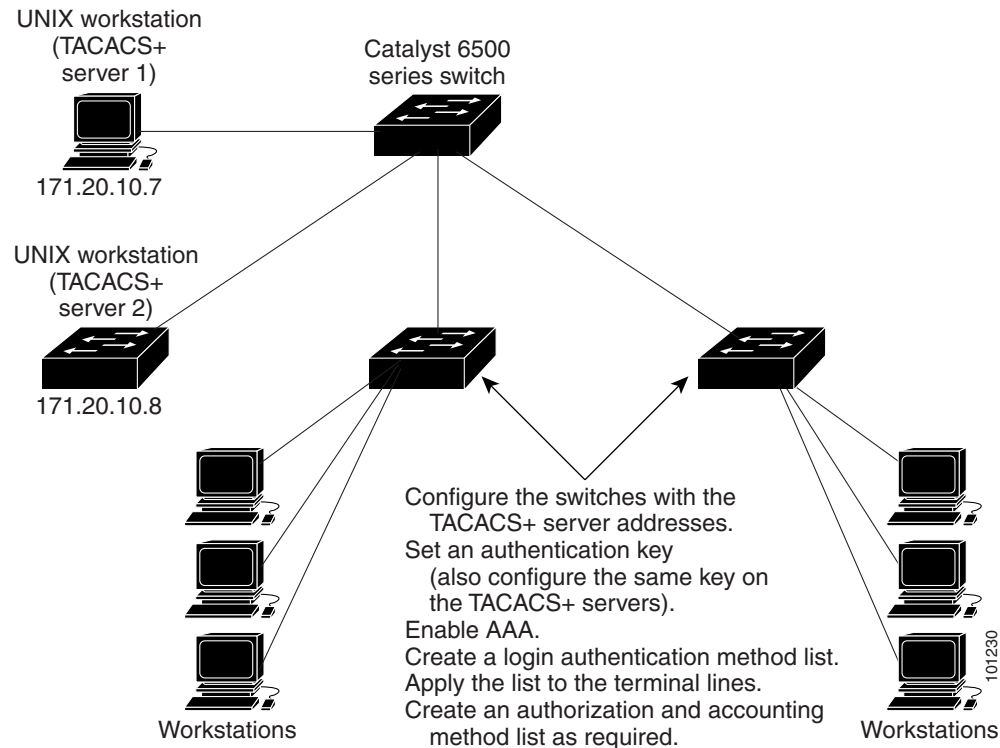 UNIX workstation
(TACACS+
server 1)
Catalyst 6500
series switch
171.20.10.7
UNIX workstation
(TACACS+
server 2)
171.20.10.8
Configure the switches with the
TACACS+ server addresses.
Set an authentication key
(also configure the same key on
the TACACS+ servers).
Enable AAA.
Create a login authentication method list.
Apply the list to the terminal lines.
Create an authorization and accounting
method list as required.
Workstations
Workstations
101230